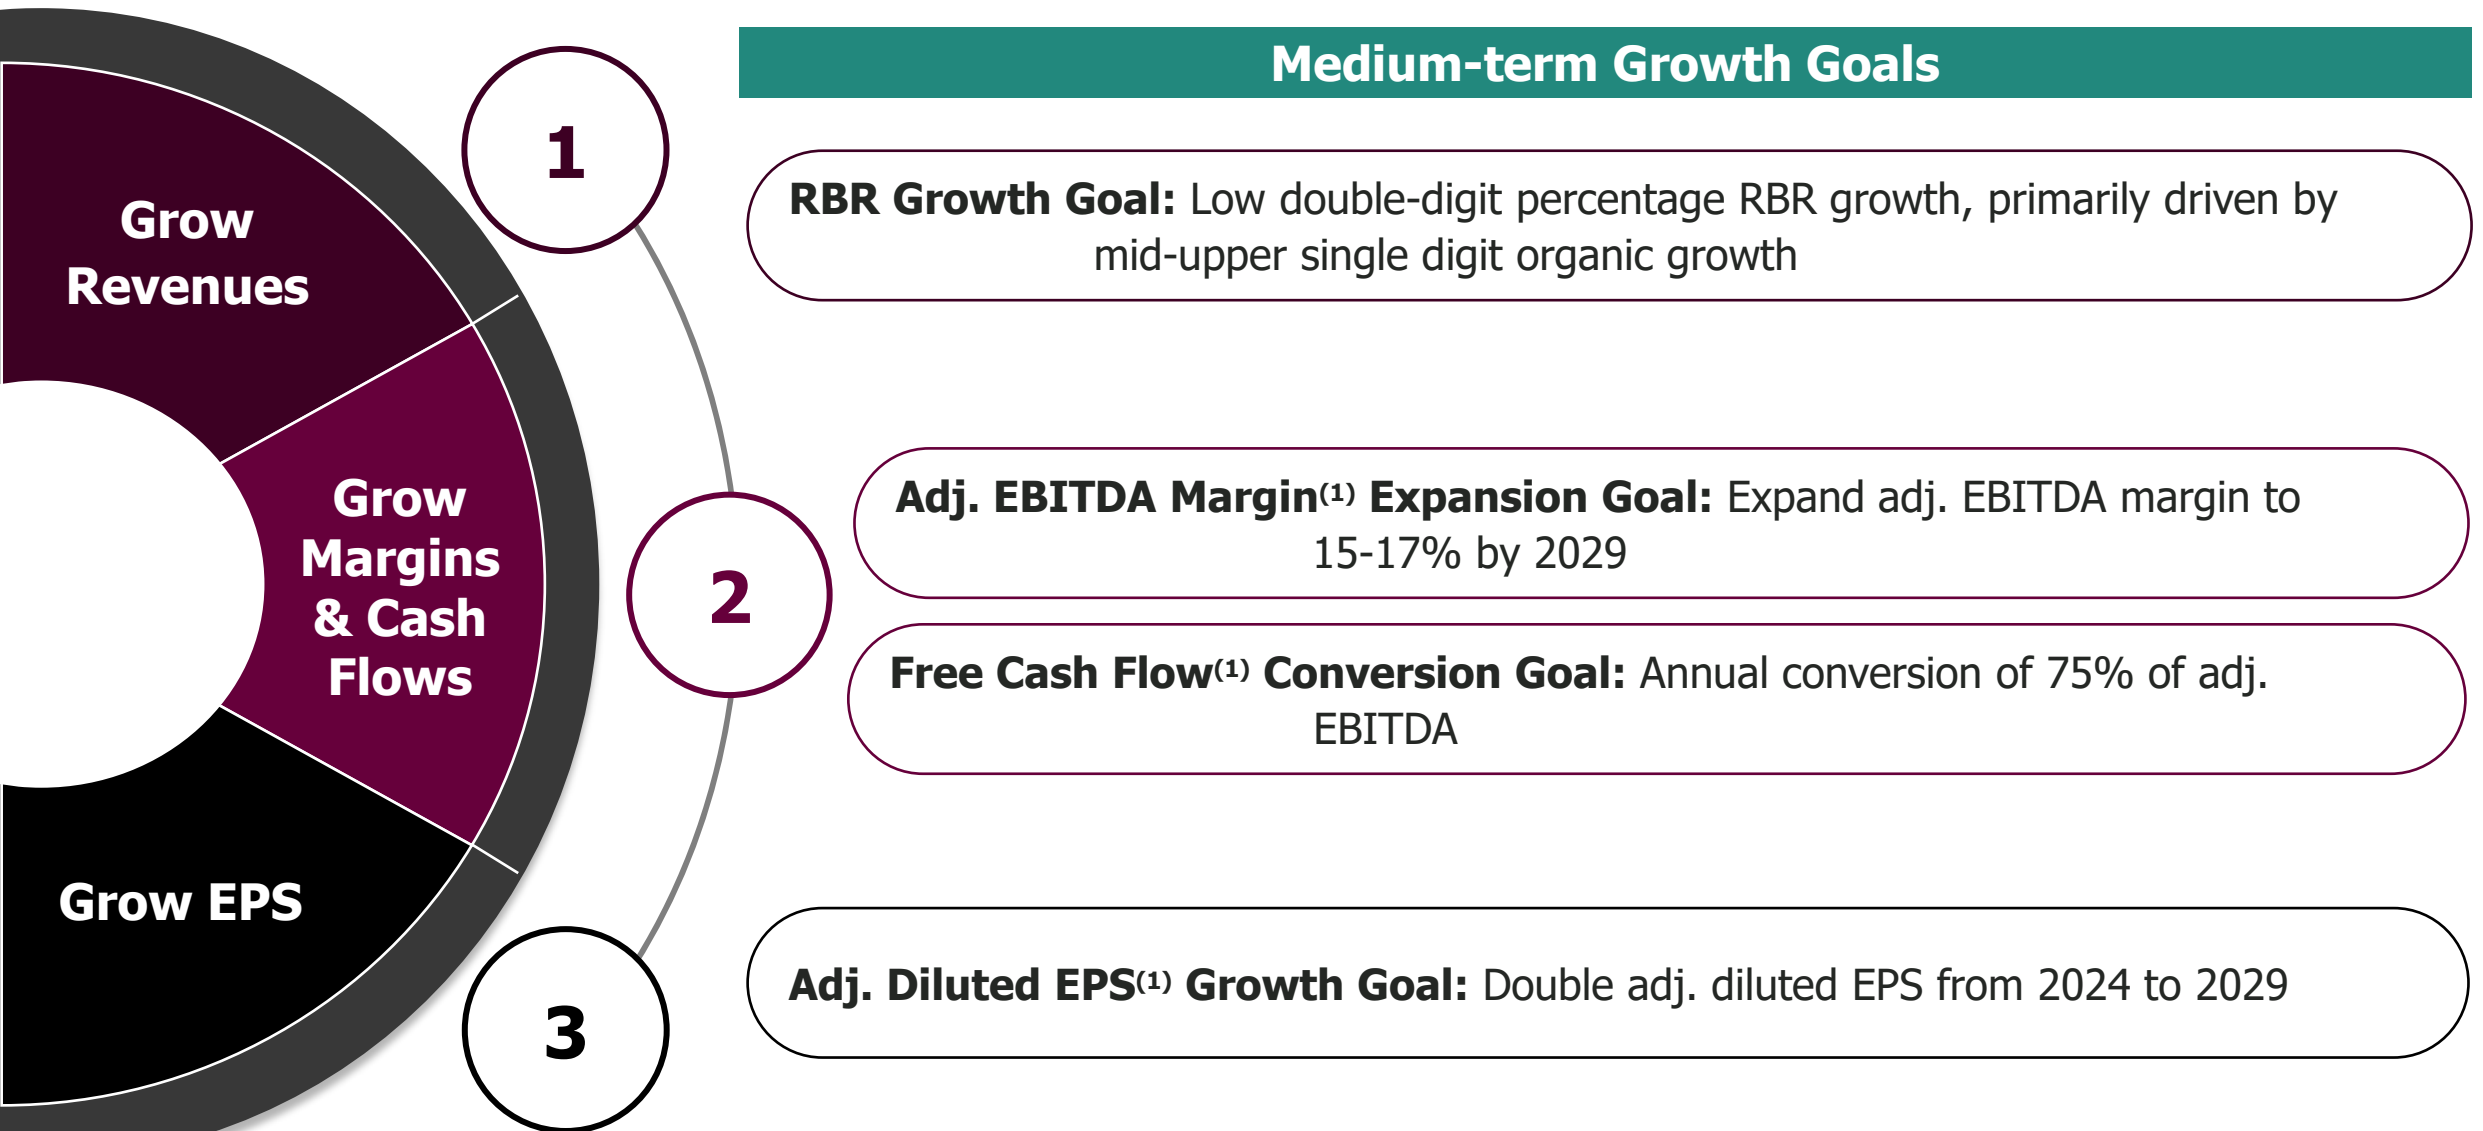 Medium-term Growth Goals
Grow
Revenues
1
RBR Growth Goal: Low double-digit percentage RBR growth, primarily driven by
mid-upper single digit organic growth
Grow
Margins
& Cash
Flows
2
Adj. EBITDA Margin(1) Expansion Goal: Expand adj. EBITDA margin to
15-17% by 2029
Free Cash Flow(1) Conversion Goal: Annual conversion of 75% of adj.
EBITDA
Grow EPS
3
Adj. Diluted EPS(1) Growth Goal: Double adj. diluted EPS from 2024 to 2029